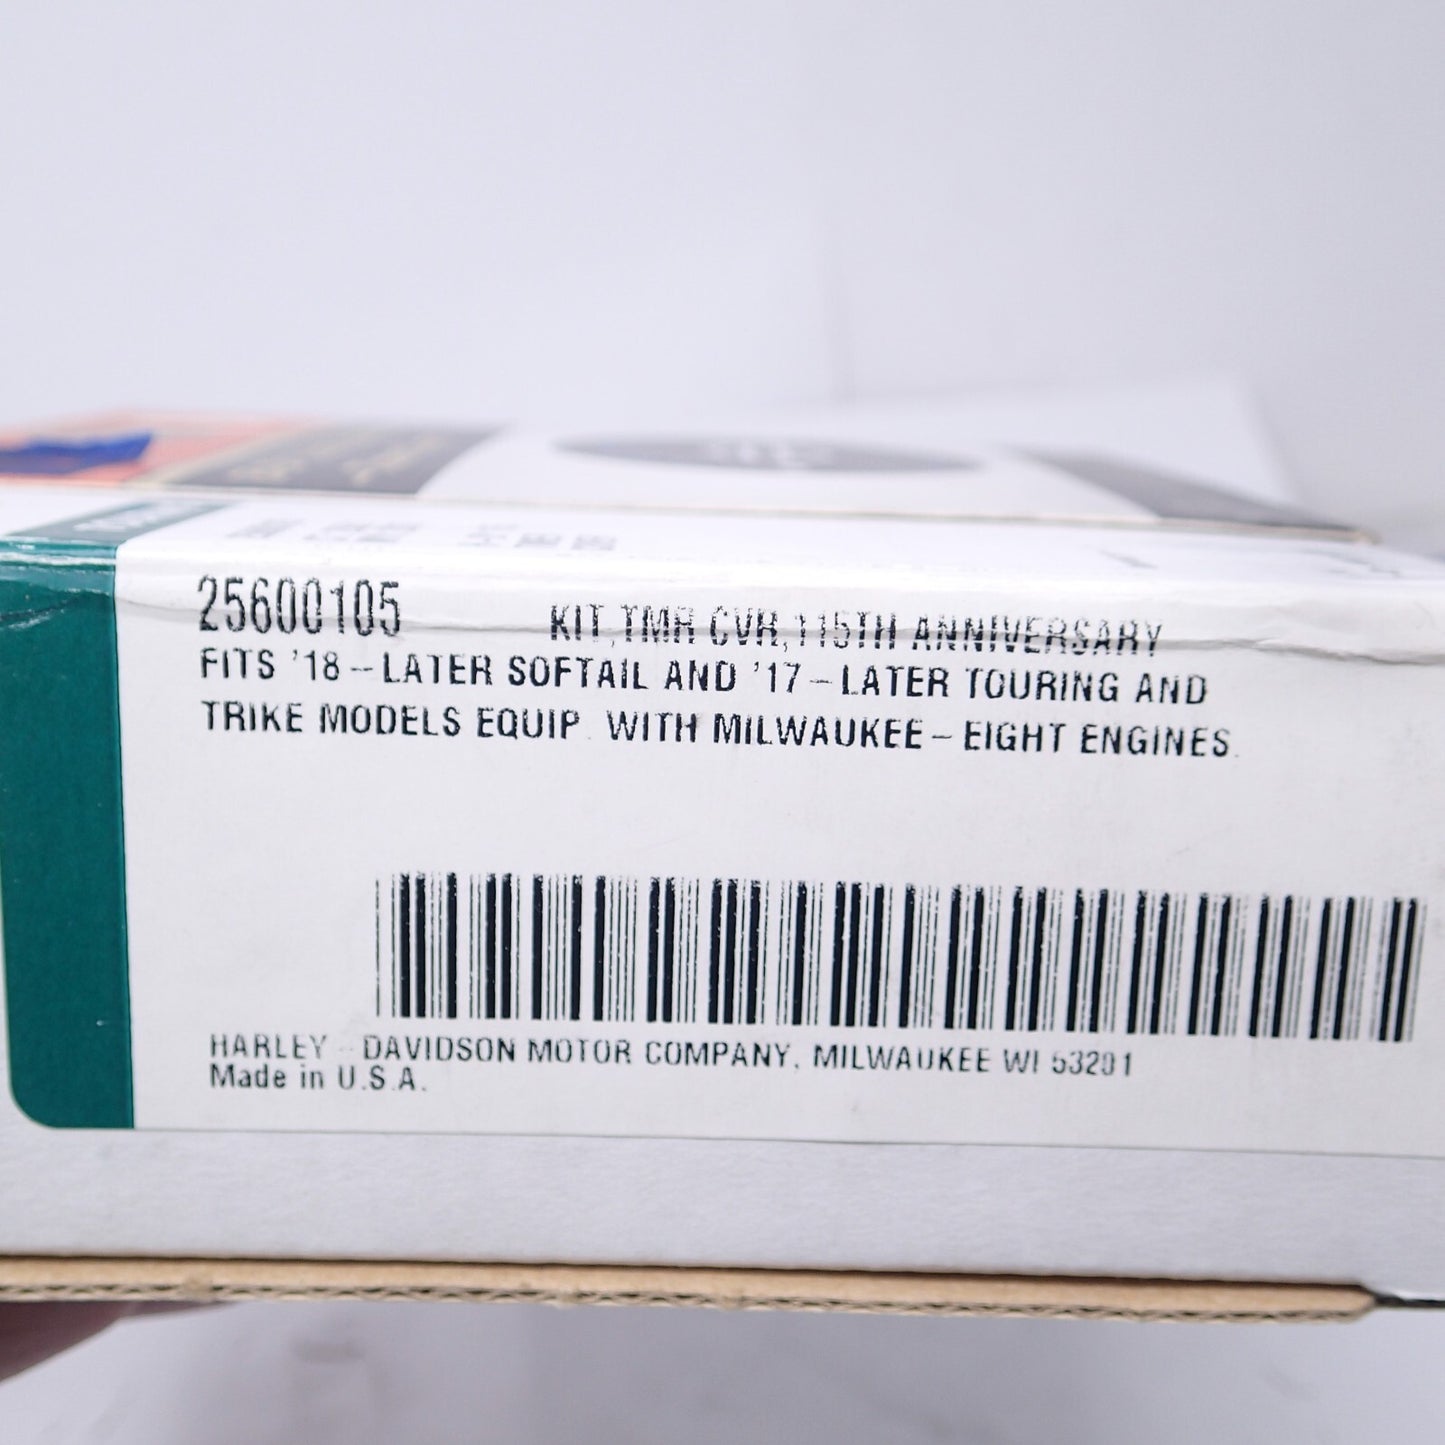 25600105 KIT,TMR CVR,115TH ANNIVERSARY
FITS '18-LATER SOFTAIL AND '17-LATER TOURING AND
TRIKE MODELS EQUIP. WITH MILWAUKEE-EIGHT ENGINES.
HARLEY-DAVIDSON MOTOR COMPANY, MILWAUKEE WI 53201
Made in U.S.A.